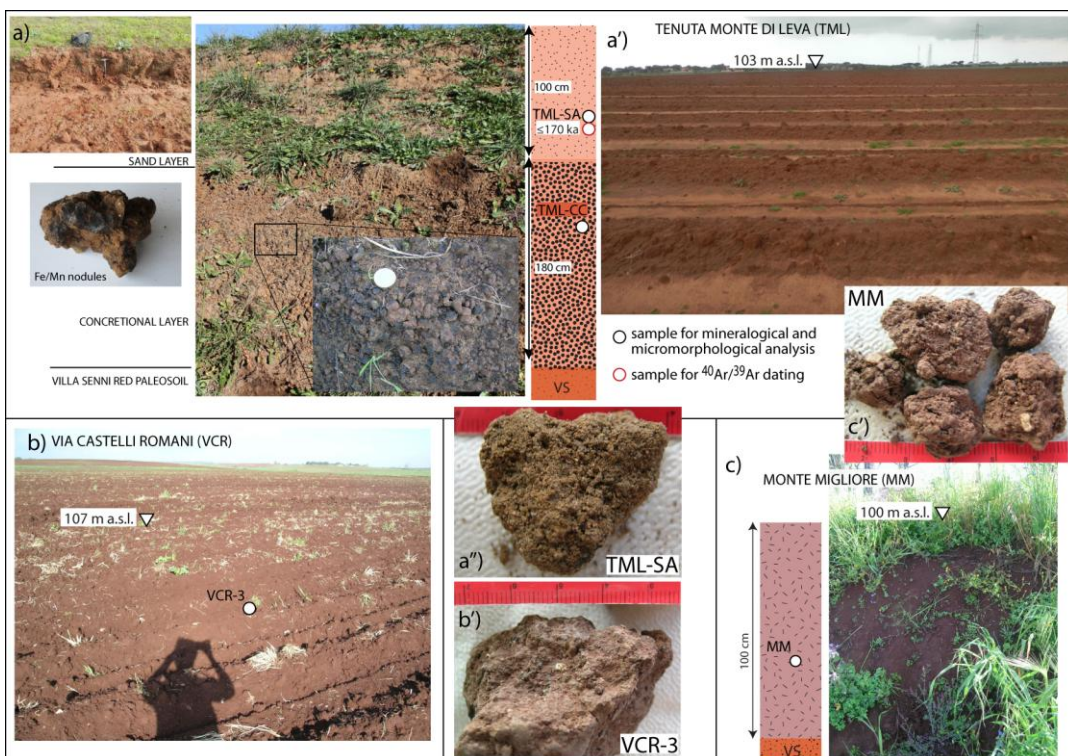 a)
SAND LAYER
Fe/Mn nodules
CONCRETIONAL LAYER
VILLA SENNI RED PALEOSOIL
100 cm
TML-SA
≤170 ka
TML-CC
180 cm
VS
a')
TENUTA MONTE DI LEVA (TML)
103 m a.s.l.
sample for mineralogical and
micromorphological analysis
sample for 40Ar/39Ar dating
MM
c')
b) VIA CASTELLI ROMANI (VCR)
107 m a.s.l.
VCR-3
a")
TML-SA
b')
VCR-3
c)
MONTE MIGLIORE (MM)
100 m a.s.l.
100 cm
MM
VS